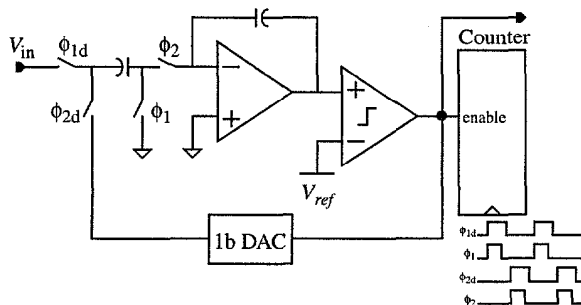 Counter
V_in
ϕ_1d
ϕ_2
ϕ_2d
ϕ_1
−
+
+
−
enable
V_ref
1b DAC
ϕ_1d
ϕ_1
ϕ_2d
ϕ_2